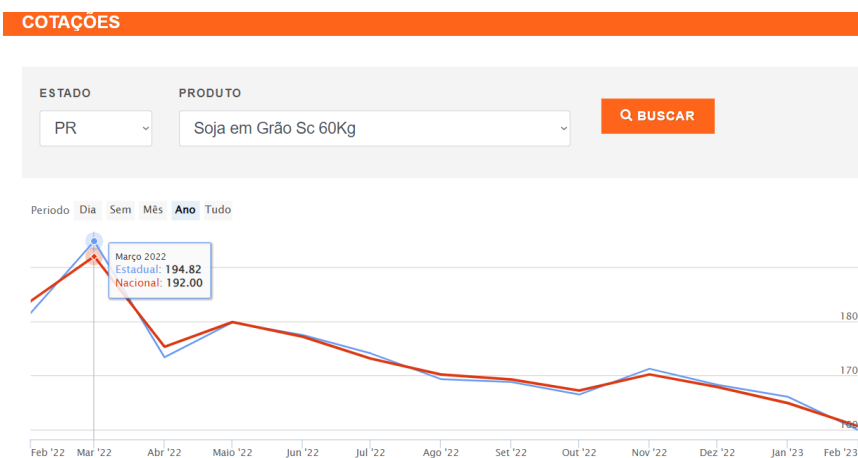 COTAÇÕES
ESTADO PRODUTO
PR Soja em Grão Sc 60Kg BUSCAR
Periodo Dia Sem Mês Ano Tudo
Março 2022
Estadual: 194.82
Nacional: 192.00
180
170
160
Feb '22 Mar '22 Abr '22 Maio '22 Jun '22 Jul '22 Ago '22 Set '22 Out '22 Nov '22 Dez '22 Jan '23 Feb '23